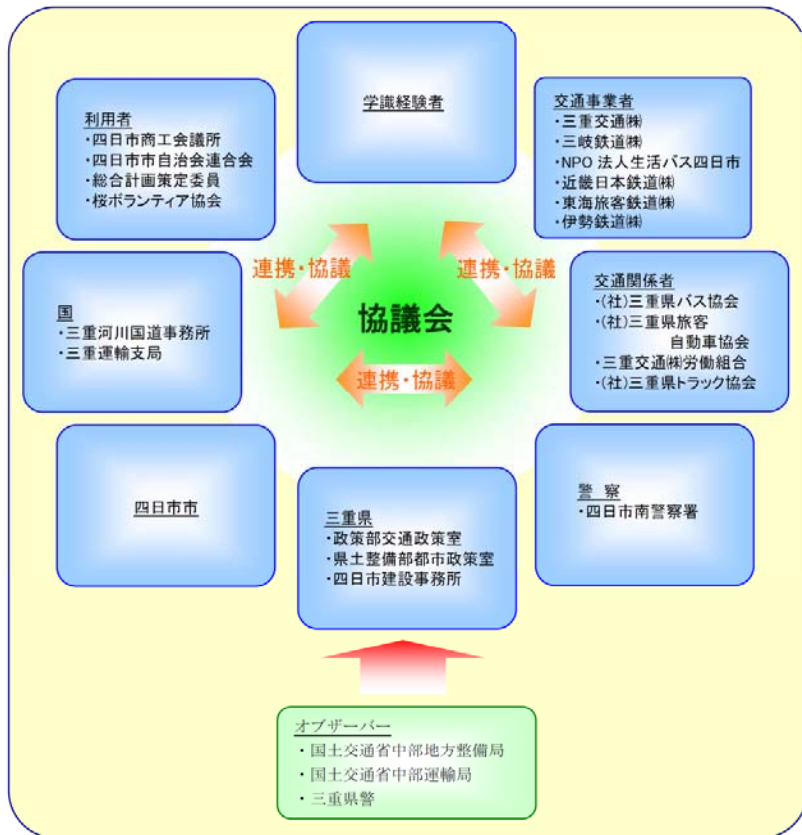 学識経験者
利用者
・四日市商工会議所
・四日市市自治会連合会
・総合計画策定委員
・桜ボランティア協会
交通事業者
・三重交通㈱
・三岐鉄道㈱
・NPO 法人生活バス四日市
・近畿日本鉄道㈱
・東海旅客鉄道㈱
・伊勢鉄道㈱
連携・協議
連携・協議
国
・三重河川国道事務所
・三重運輸支局
協議会
交通関係者
・(社)三重県バス協会
・(社)三重県旅客
自動車協会
・三重交通㈱労働組合
・(社)三重県トラック協会
連携・協議
四日市市
三重県
・政策部交通政策室
・県土整備部都市政策室
・四日市建設事務所
警 察
・四日市南警察署
オブザーバー
・国土交通省中部地方整備局
・国土交通省中部運輸局
・三重県警